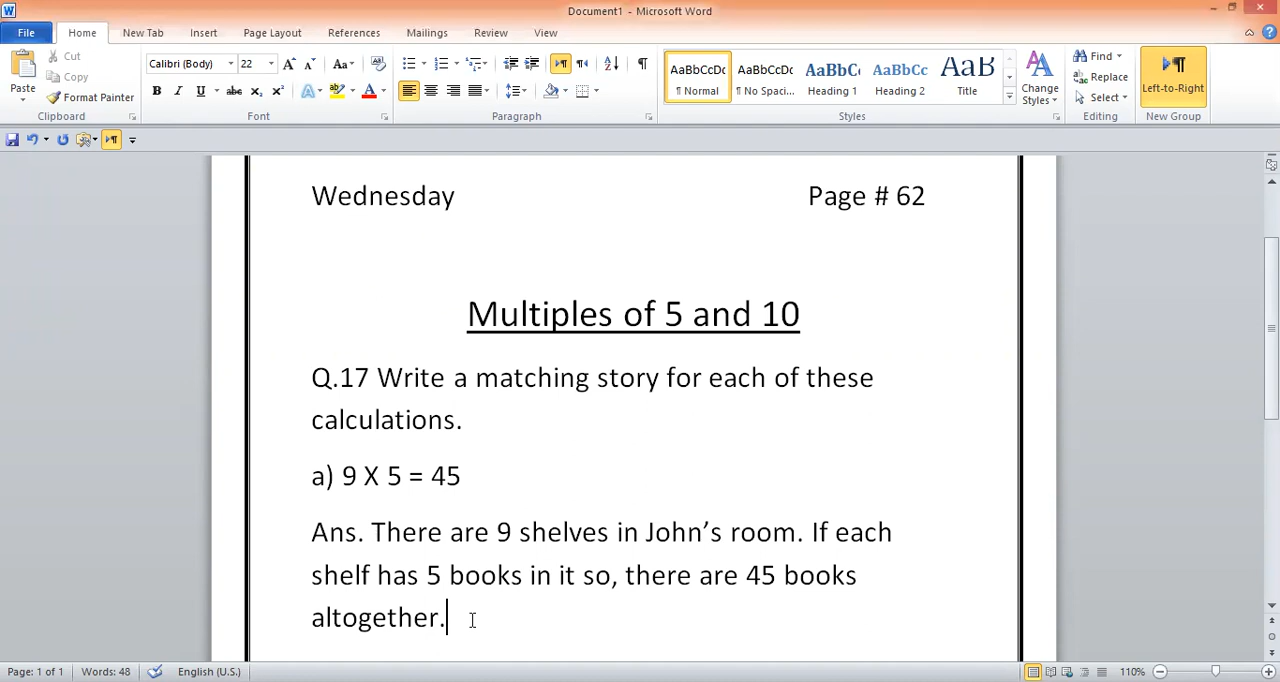 Document1 - Microsoft Word
File Home New Tab Insert Page Layout References Mailings Review View
Paste Cut Copy Format Painter Clipboard
Calibri (Body) 22 Font
Paragraph
AaBbCcDc ¶ Normal AaBbCcDc ¶ No Spaci... AaBbC Heading 1 AaBbCc Heading 2 AaB Title Change Styles Styles
Find Replace Select Editing
Left-to-Right New Group
Wednesday Page # 62
Multiples of 5 and 10
Q.17 Write a matching story for each of these
calculations.
a) 9 X 5 = 45
Ans. There are 9 shelves in John’s room. If each
shelf has 5 books in it so, there are 45 books
altogether.
Page: 1 of 1 Words: 48 English (U.S.) 110%